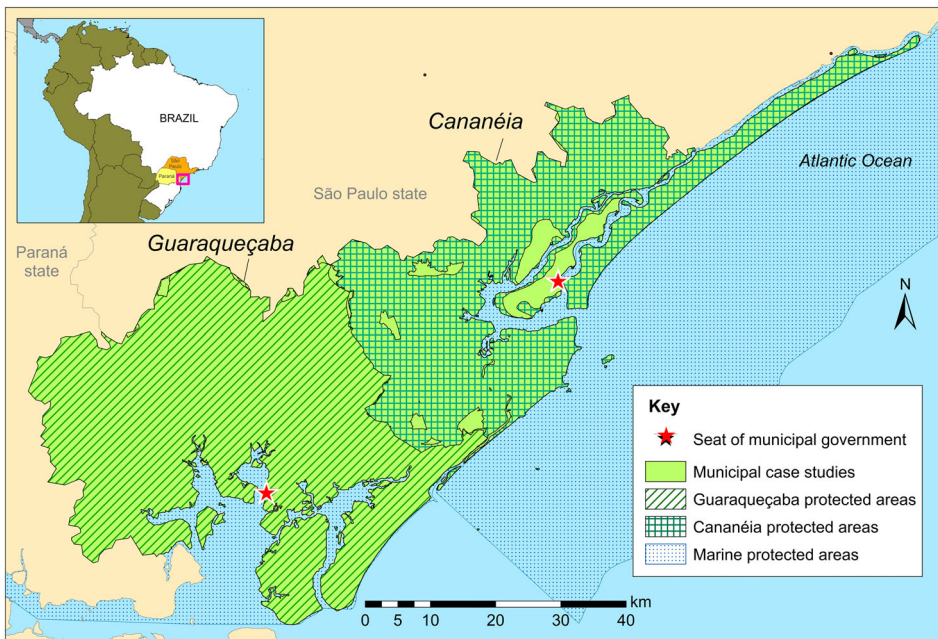 BRAZIL
São
Paulo
Paraná
Cananéia
São Paulo state
Guaraqueçaba
Paraná
state
Atlantic Ocean
N
Key
Seat of municipal government
Municipal case studies
Guaraqueçaba protected areas
Cananéia protected areas
Marine protected areas
km
0 5 10 20 30 40